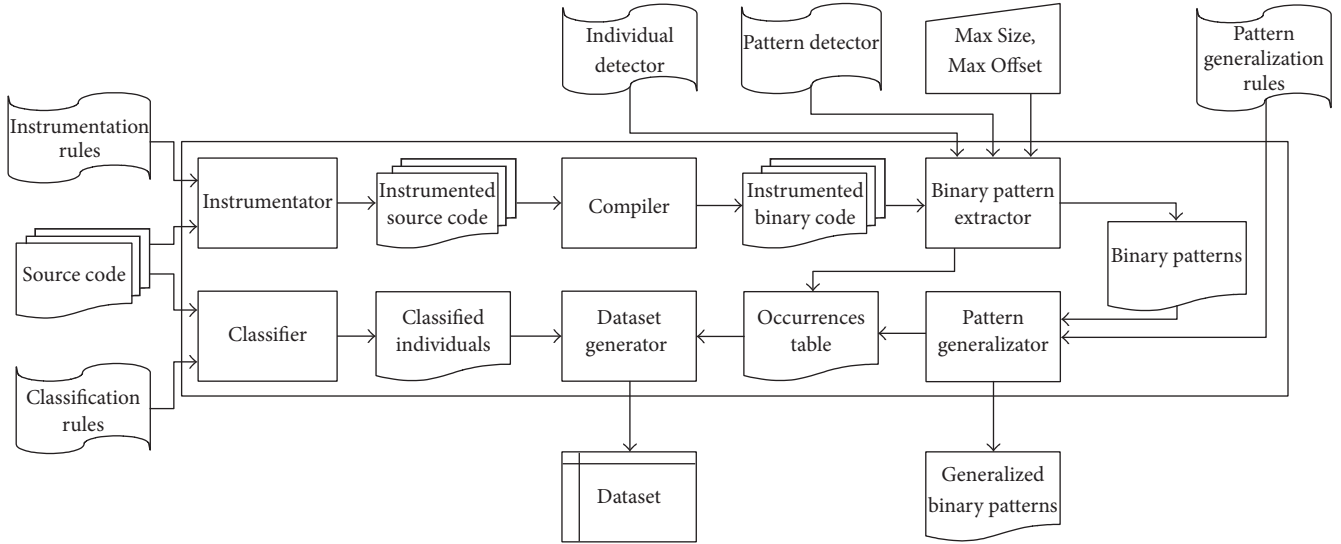 Individual
detector
Pattern detector
Max Size,
Max Offset
Pattern
generalization
rules
Instrumentation
rules
Instrumentator
Instrumented
source code
Compiler
Instrumented
binary code
Binary pattern
extractor
Binary patterns
Source code
Classifier
Classified
individuals
Dataset
generator
Occurrences
table
Pattern
generalizator
Classification
rules
Dataset
Generalized
binary patterns